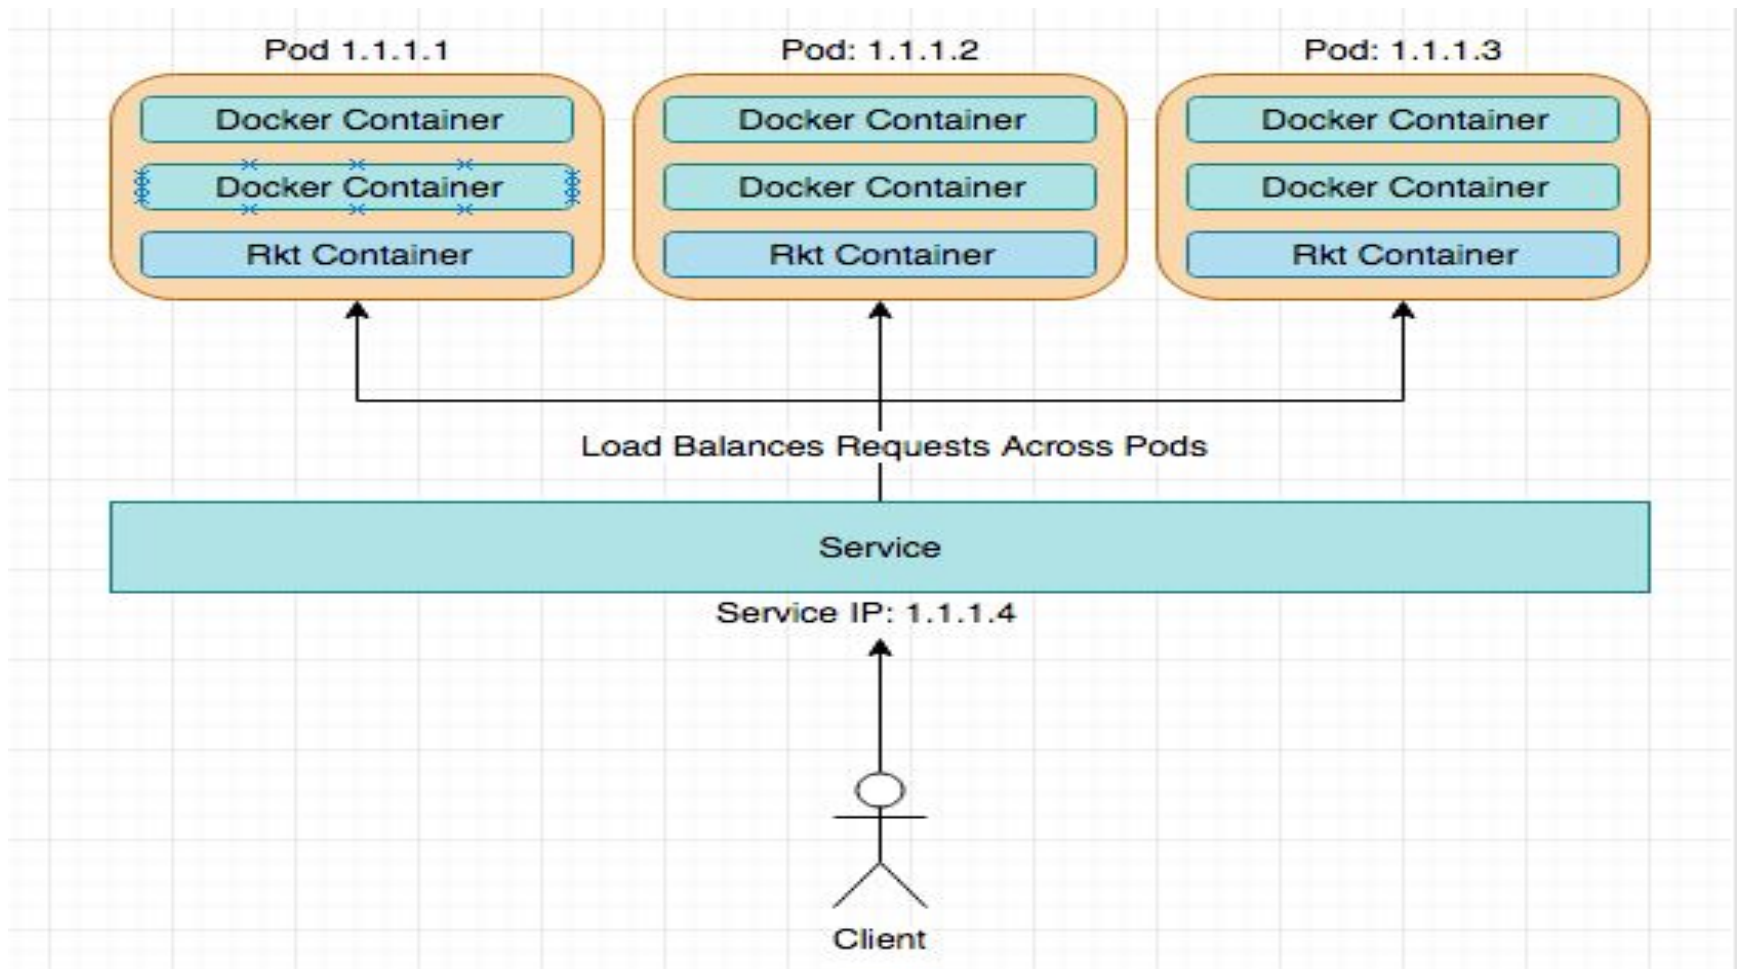 Pod 1.1.1.1
Pod: 1.1.1.2
Pod: 1.1.1.3
Docker Container
Docker Container
Docker Container
Docker Container
Docker Container
Docker Container
Rkt Container
Rkt Container
Rkt Container
Load Balances Requests Across Pods
Service
Service IP: 1.1.1.4
Client